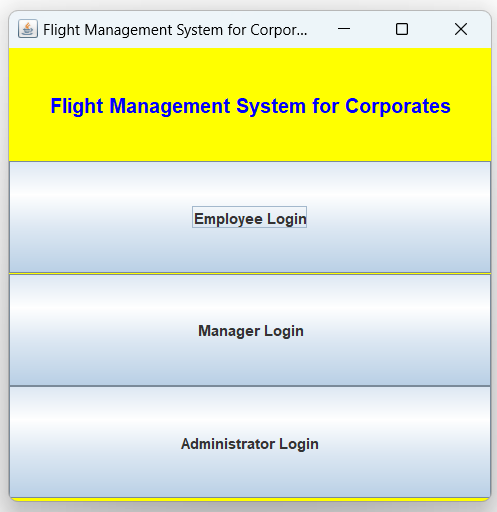 Flight Management System for Corpor...
Flight Management System for Corporates
Employee Login
Manager Login
Administrator Login